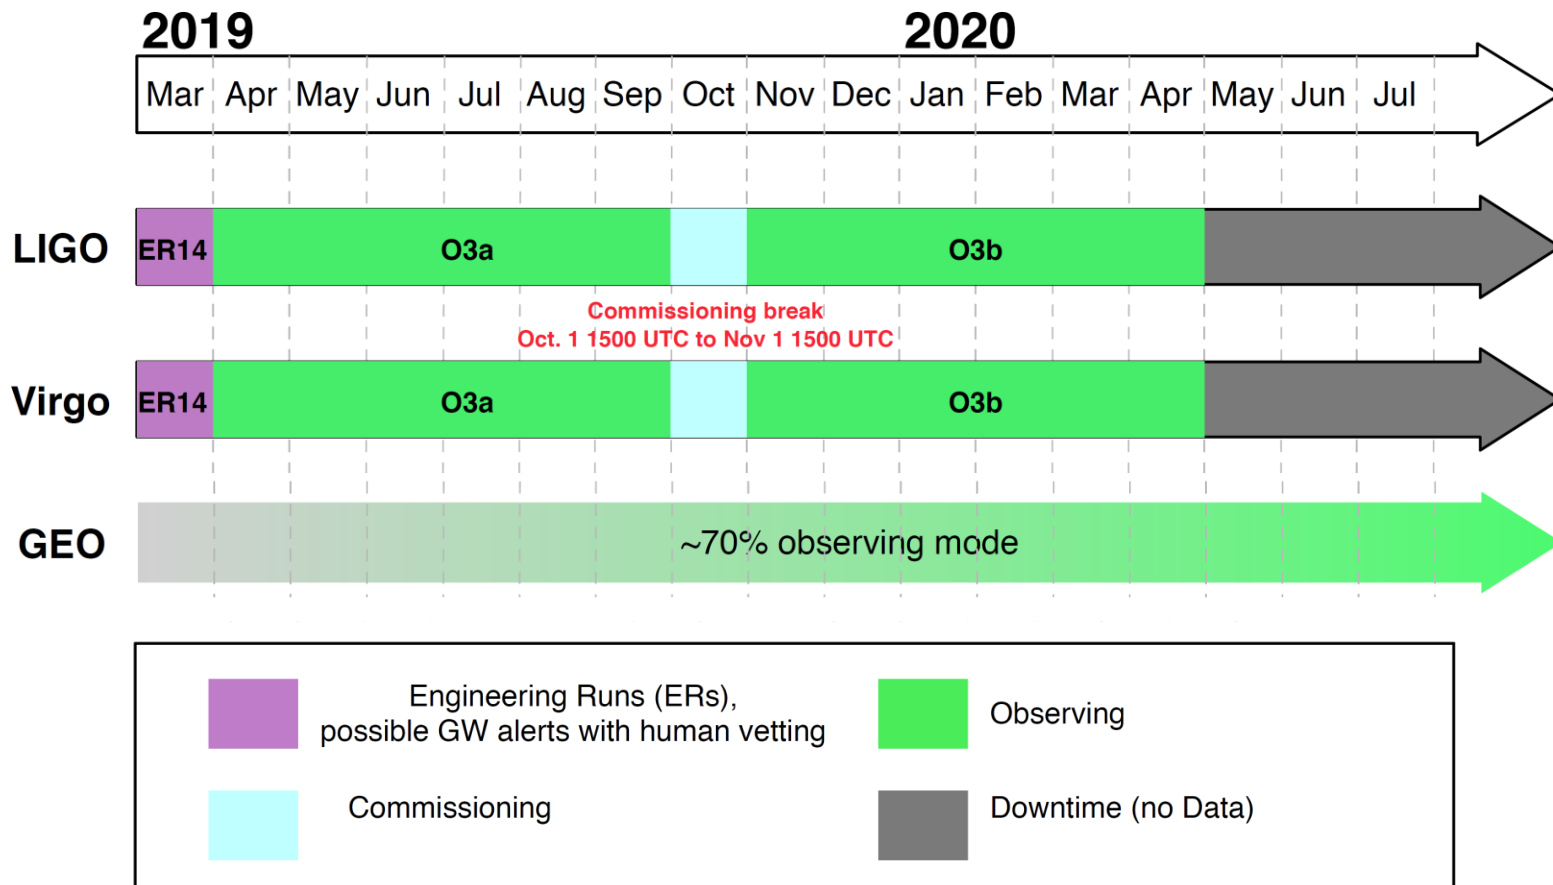 2019 2020
Mar Apr May Jun Jul Aug Sep Oct Nov Dec Jan Feb Mar Apr May Jun Jul
LIGO ER14 O3a O3b
Commissioning break
Oct. 1 1500 UTC to Nov 1 1500 UTC
Virgo ER14 O3a O3b
GEO ~70% observing mode
Engineering Runs (ERs),
possible GW alerts with human vetting
Observing
Commissioning
Downtime (no Data)